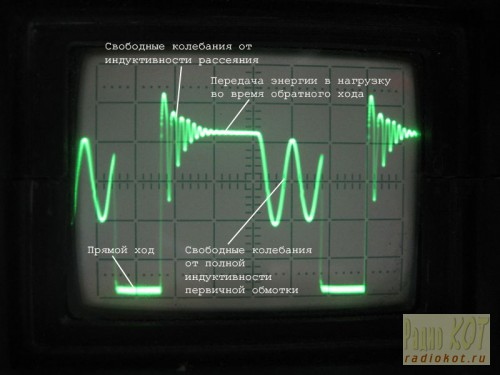 Свободные колебания от
индуктивности рассеяния
Передача энергии в нагрузку
во время обратного хода
Прямой ход
Свободные колебания
от полной
индуктивности
первичной обмотки
Радио КОТ
radiokot.ru